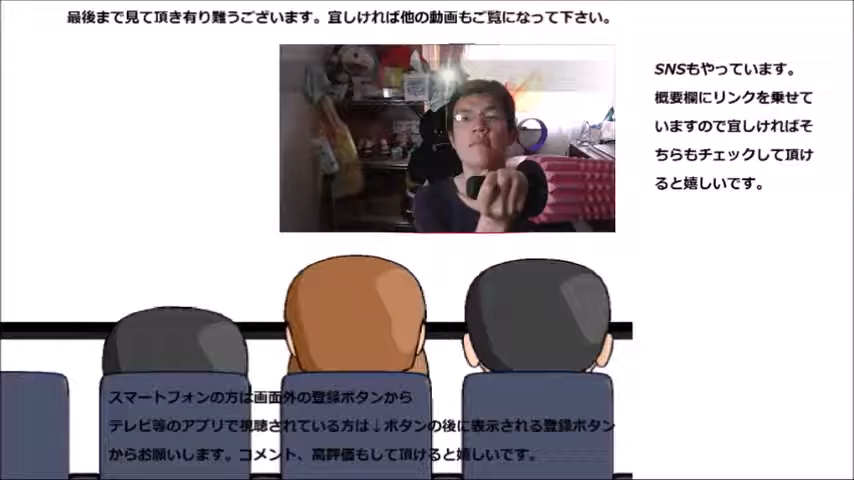 最後まで見て頂き有り難うございます。宜しければ他の動画もご覧になって下さい。
SNSもやっています。
概要欄にリンクを乗せて
いますので宜しければそ
ちらもチェックして頂け
ると嬉しいです。
スマートフォンの方は画面外の登録ボタンから
テレビ等のアプリで視聴されている方は↓ボタンの後に表示される登録ボタン
からお願いします。コメント、高評価もして頂けると嬉しいです。